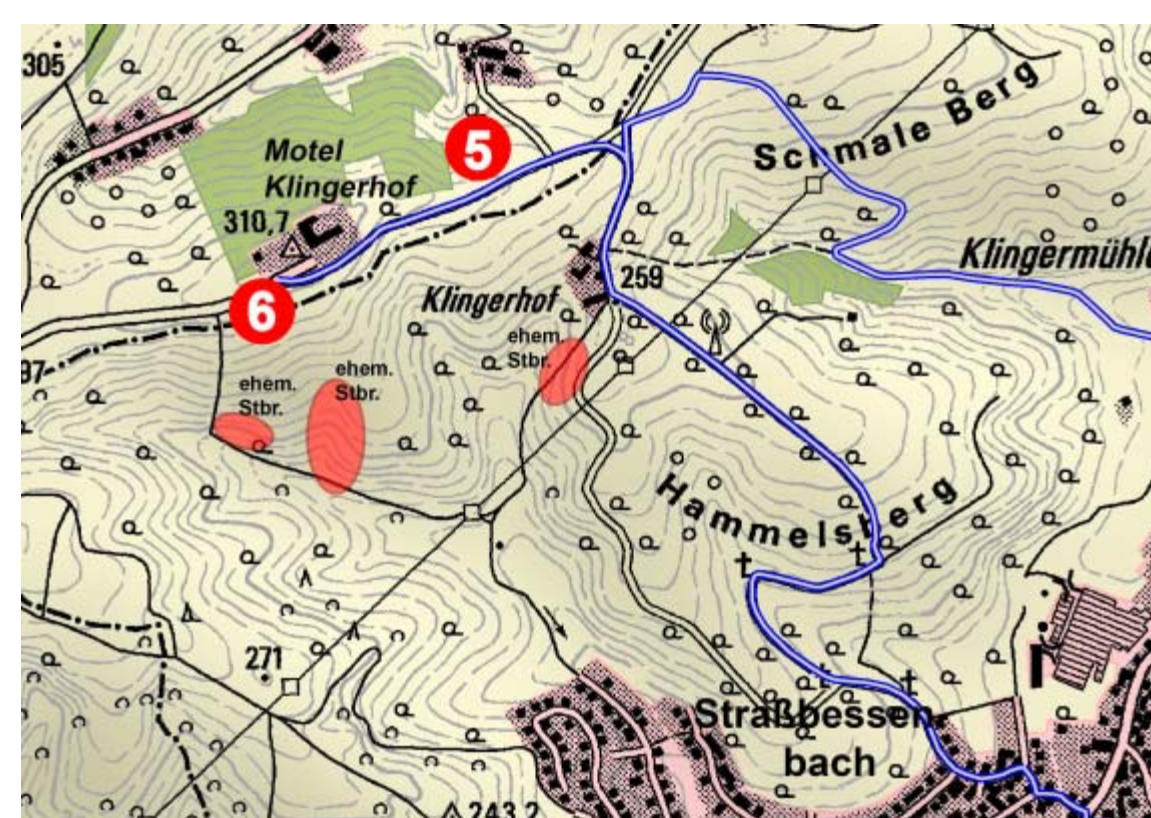 305
5
Motel
Klingerhof
310,7
Schmale Berg
259
Klingermühle
6
Klingerhof
ehem.
Stbr.
ehem.
Stbr.
ehem.
Stbr.
Hammelsberg
271
Straßbessen
bach
243,2